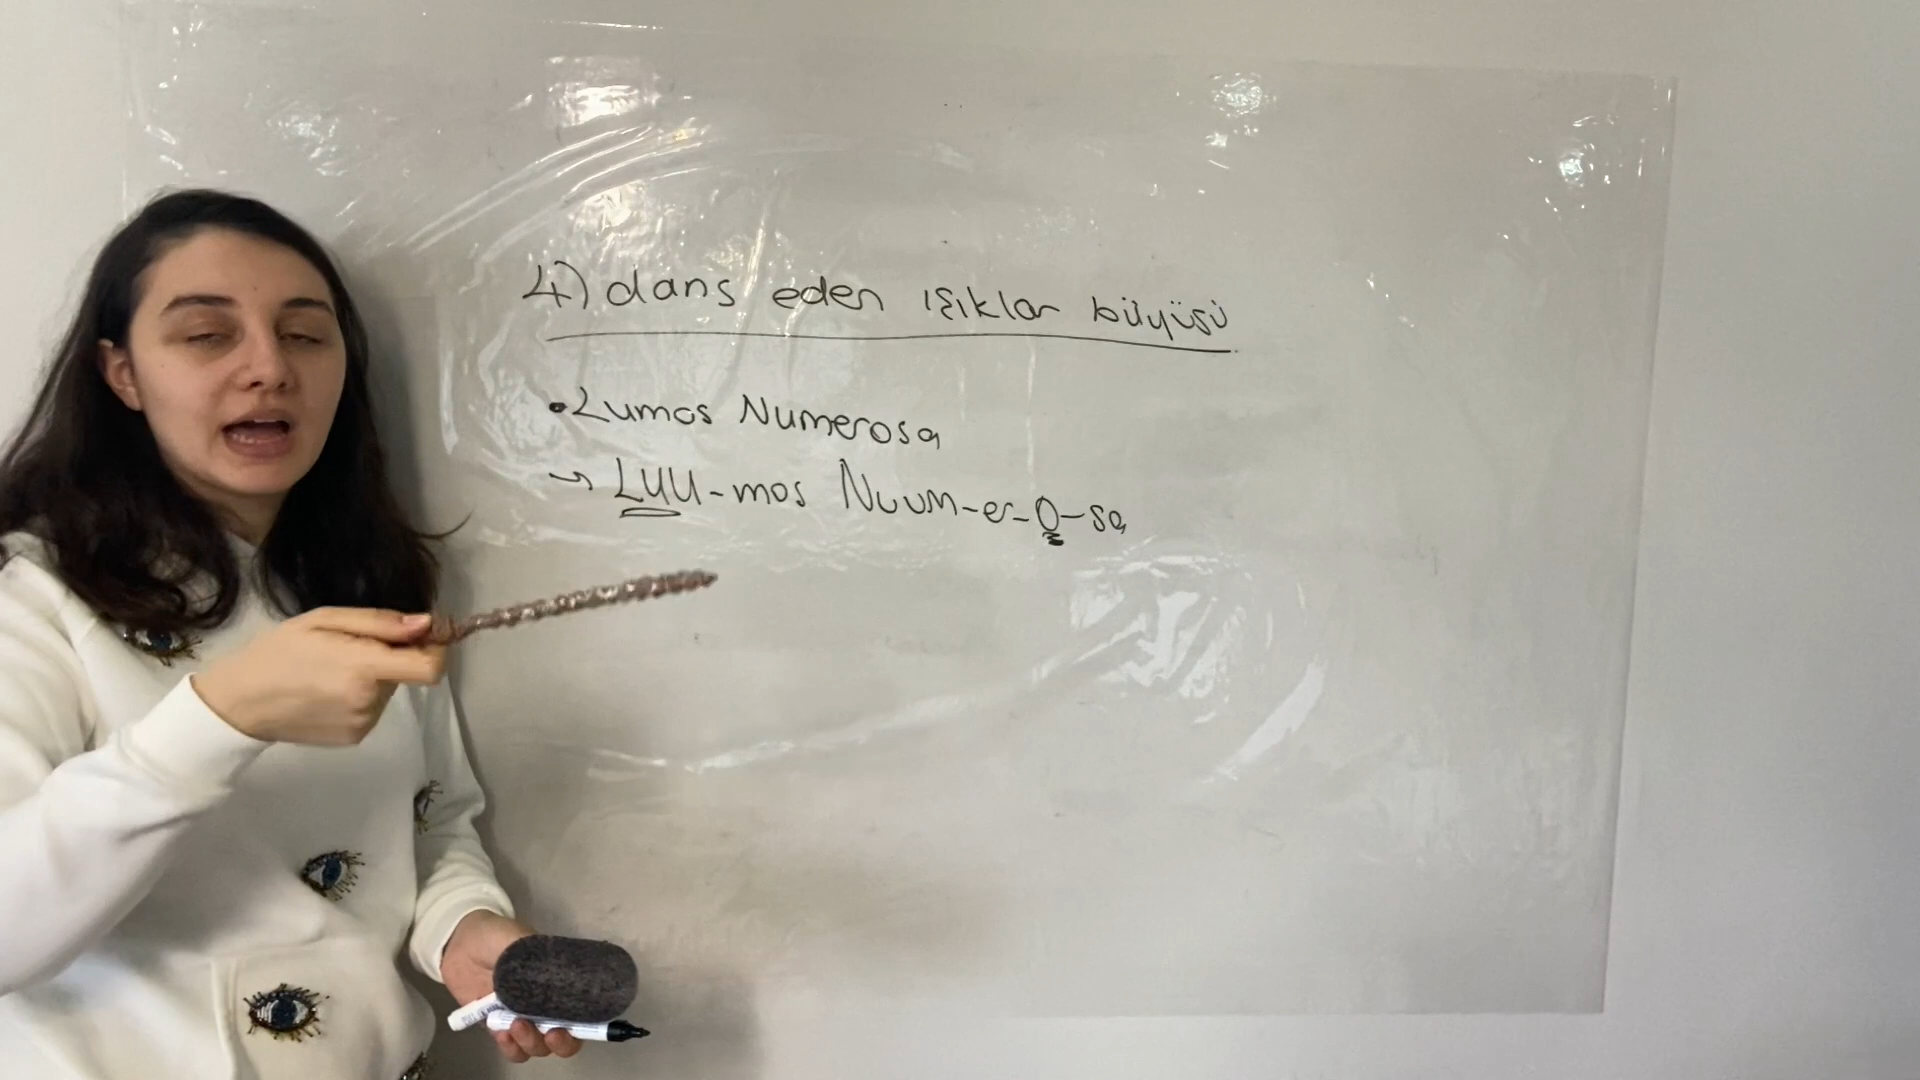 4) dans eden ışıklar büyüsü
• Lumos Numerosa
→ LUU-mos Nuum-er-O-sa